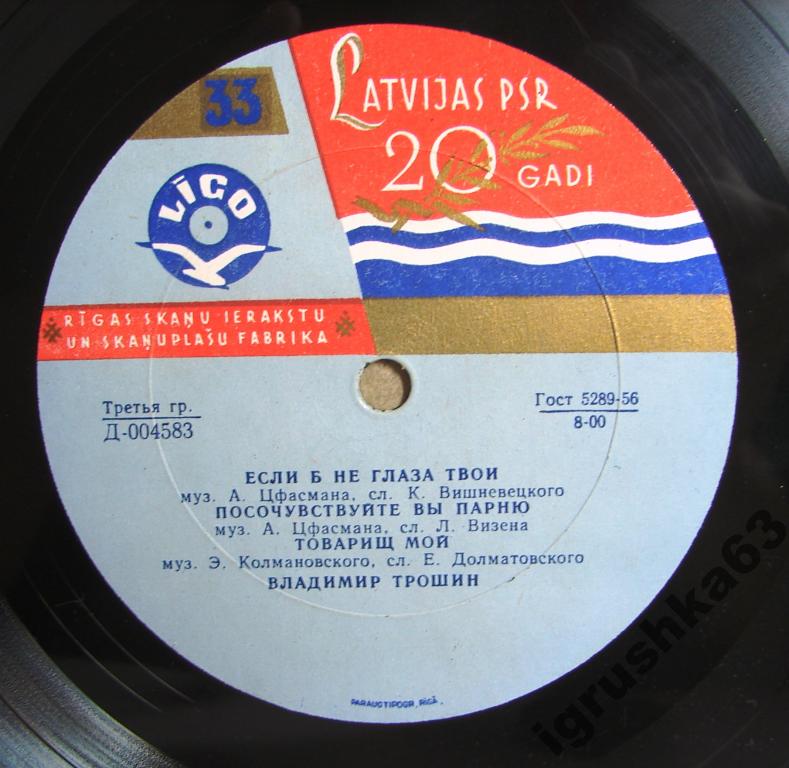 33
LATVIJAS PSR
20 GADI
LĪGO
RĪGAS SKAŅU IERAKSTU
UN SKAŅUPLAŠU FABRIKA
Третья гр.
Д-004583
Гост 5289-56
8-00
ЕСЛИ Б НЕ ГЛАЗА ТВОИ
муз. А. Цфасмана, сл. К. Вишневецкого
ПОСОЧУВСТВУЙТЕ ВЫ ПАРНЮ
муз. А. Цфасмана, сл. Л. Визена
ТОВАРИЩ МОЙ
муз. Э. Колмановского, сл. Е. Долматовского
ВЛАДИМИР ТРОШИН
PARAUGTIPOGR. RĪGĀ.
igrushka63